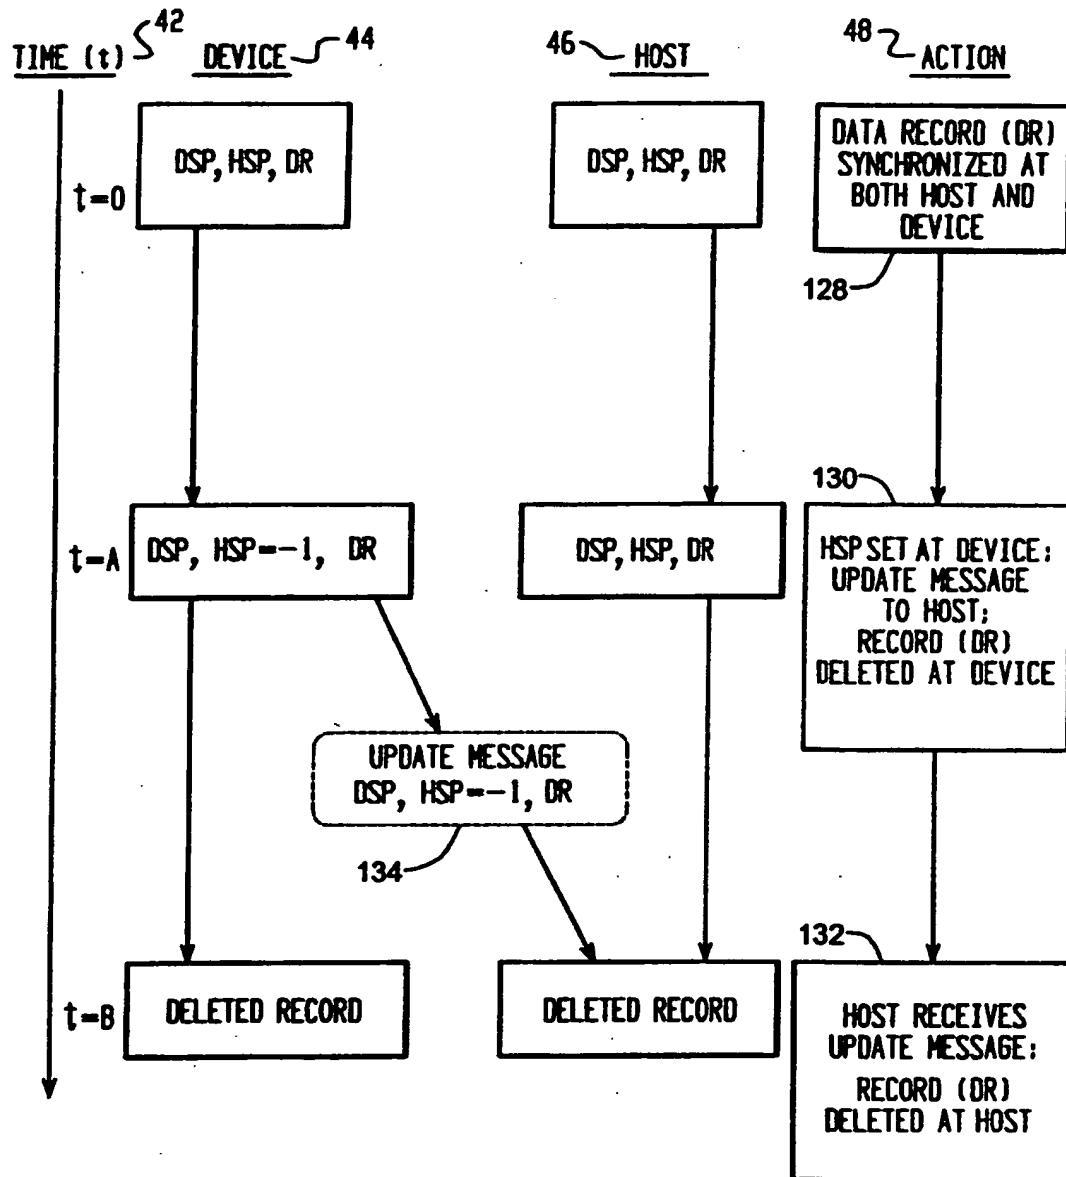 42 44 46 48
TIME (t) DEVICE HOST ACTION
t=0
DSP, HSP, DR
DSP, HSP, DR
DATA RECORD (DR)
SYNCHRONIZED AT
BOTH HOST AND
DEVICE
128
130
t=A
DSP, HSP=-1, DR
DSP, HSP, DR
HSP SET AT DEVICE;
UPDATE MESSAGE
TO HOST;
RECORD (DR)
DELETED AT DEVICE
UPDATE MESSAGE
DSP, HSP=-1, DR
134
132
t=B
DELETED RECORD
DELETED RECORD
HOST RECEIVES
UPDATE MESSAGE:
RECORD (DR)
DELETED AT HOST